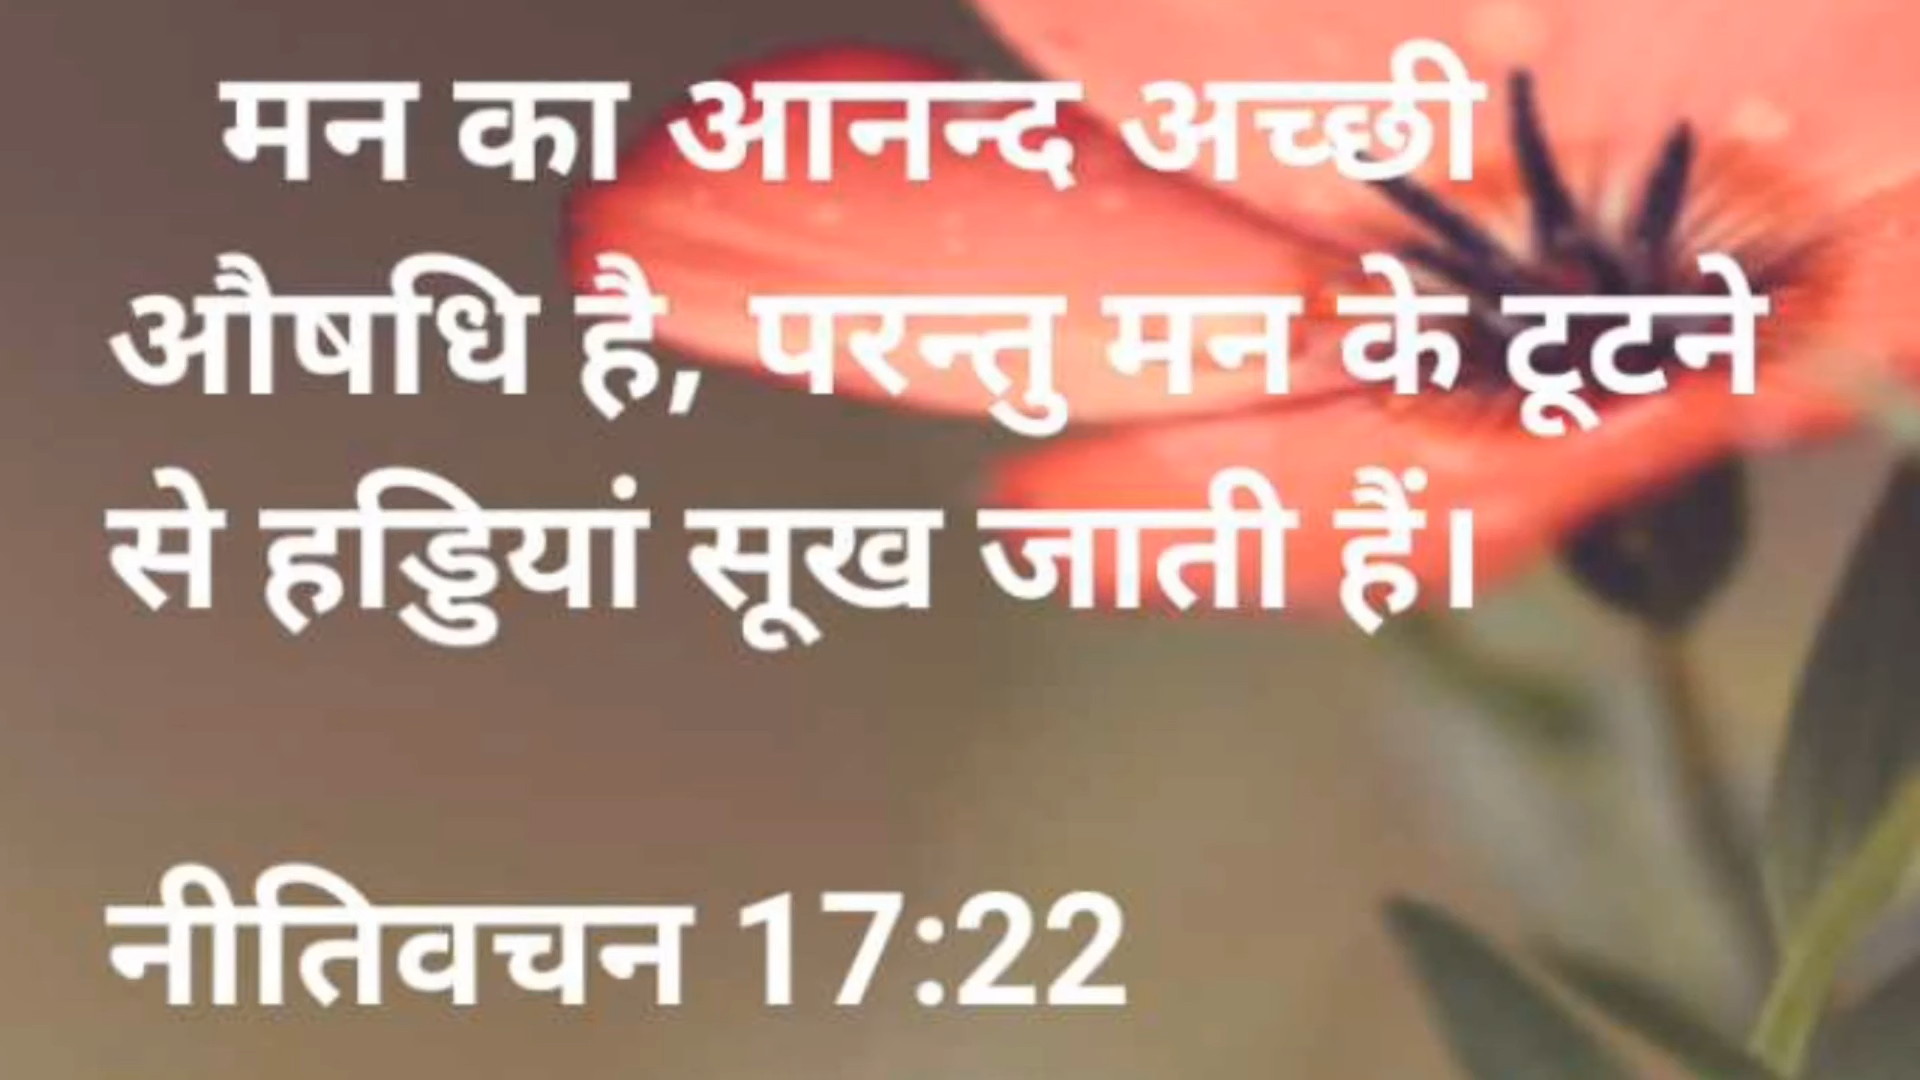 मन का आनन्द अच्छी
औषधि है, परन्तु मन के टूटने
से हड्डियां सूख जाती हैं।
नीतिवचन 17:22